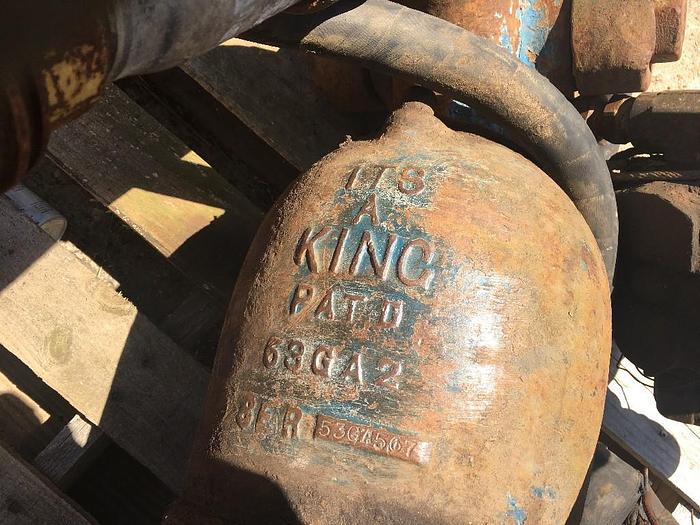 ITS
A
KING
PAT D
63GA2
SER 53GA507